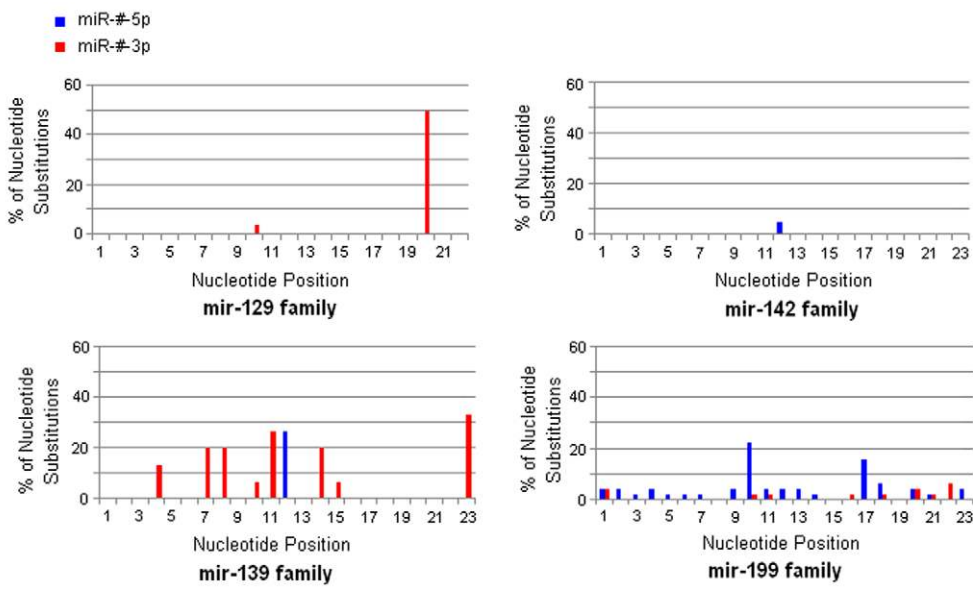 miR-#-5p
miR-#-3p
% of Nucleotide
Substitutions
60
40
20
0
1 3 5 7 9 11 13 15 17 19 21
Nucleotide Position
mir-129 family
% of Nucleotide
Substitutions
60
40
20
0
1 3 5 7 9 11 13 15 17 19 21 23
Nucleotide Position
mir-142 family
% of Nucleotide
Substitutions
60
40
20
0
1 3 5 7 9 11 13 15 17 19 21 23
Nucleotide Position
mir-139 family
% of Nucleotide
Substitutions
60
40
20
0
1 3 5 7 9 11 13 15 17 19 21 23
Nucleotide Position
mir-199 family